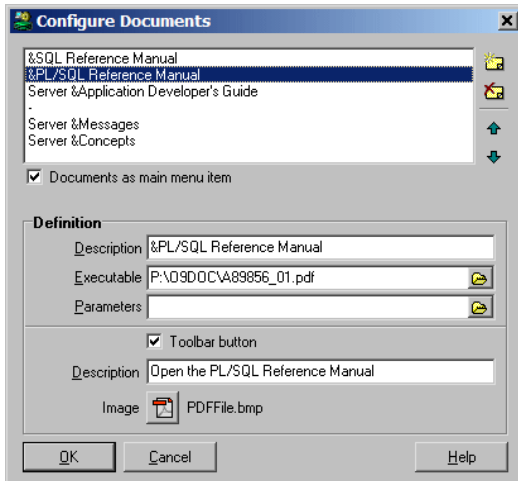 Configure Documents
&SQL Reference Manual
&PL/SQL Reference Manual
Server &Application Developer's Guide
-
Server &Messages
Server &Concepts
Documents as main menu item
Definition
Description &PL/SQL Reference Manual
Executable P:\O9DOC\A89856_01.pdf
Parameters
Toolbar button
Description Open the PL/SQL Reference Manual
Image PDFFile.bmp
OK Cancel Help